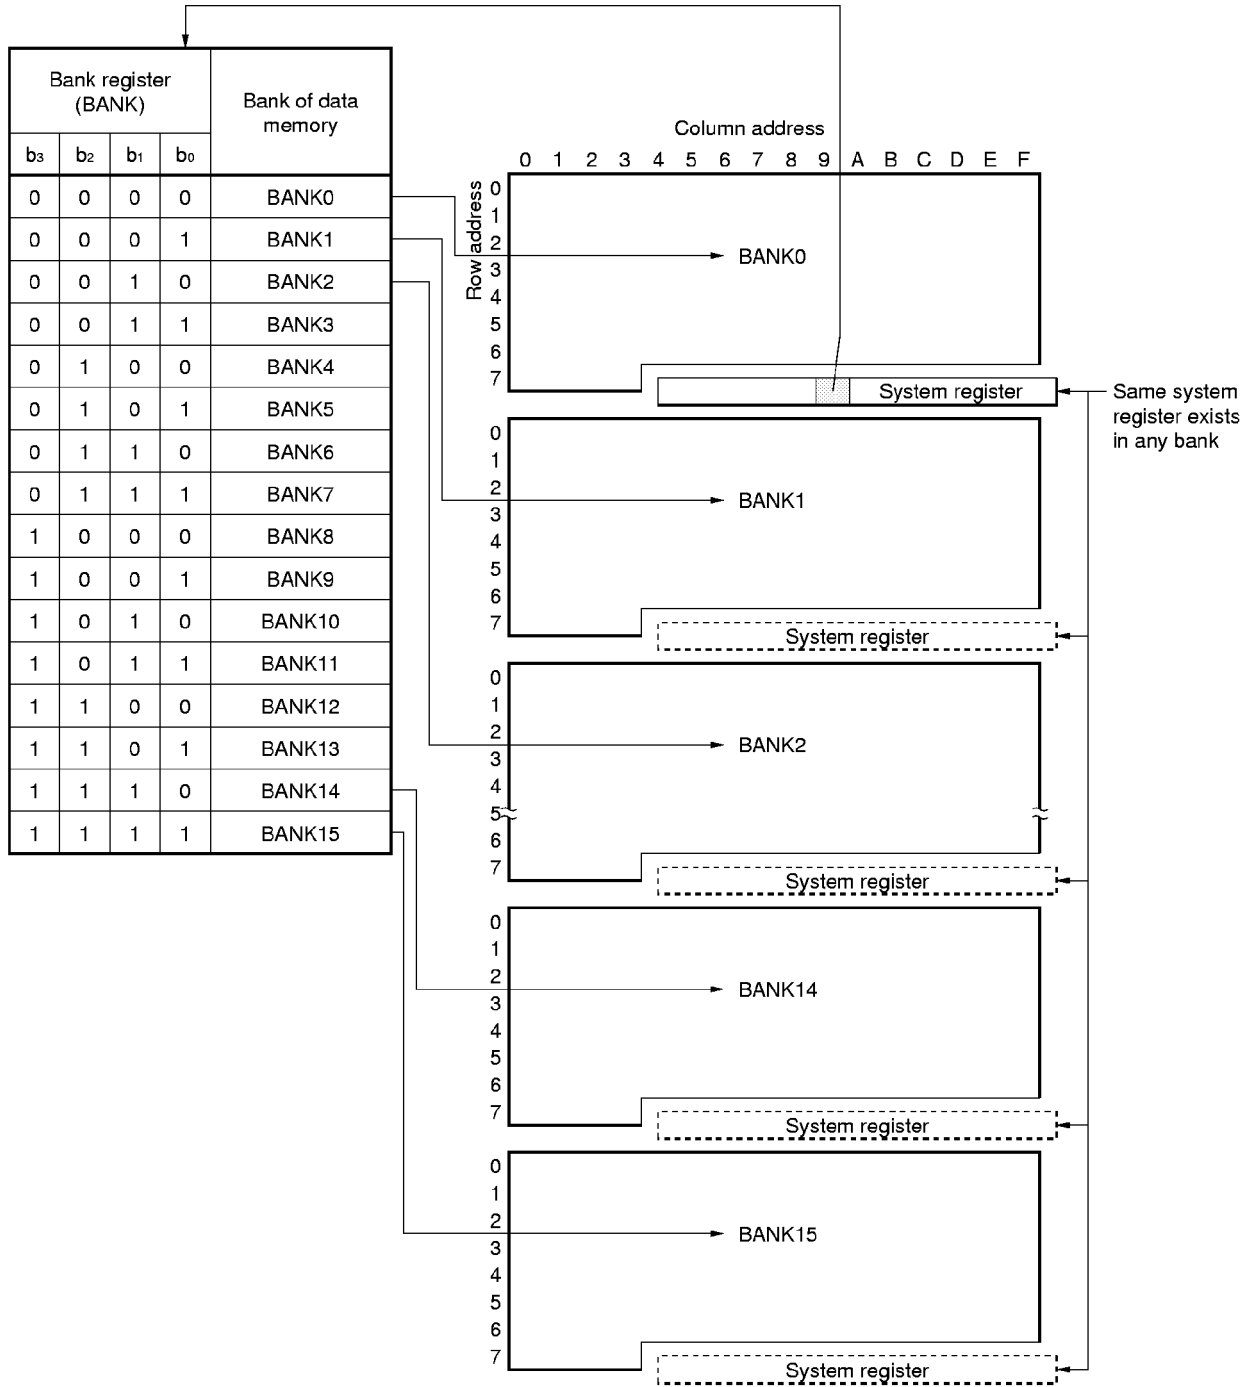 Bank register
(BANK)
Bank of data
memory
b3 b2 b1 b0
0 0 0 0 BANK0
0 0 0 1 BANK1
0 0 1 0 BANK2
0 0 1 1 BANK3
0 1 0 0 BANK4
0 1 0 1 BANK5
0 1 1 0 BANK6
0 1 1 1 BANK7
1 0 0 0 BANK8
1 0 0 1 BANK9
1 0 1 0 BANK10
1 0 1 1 BANK11
1 1 0 0 BANK12
1 1 0 1 BANK13
1 1 1 0 BANK14
1 1 1 1 BANK15
Column address
0 1 2 3 4 5 6 7 8 9 A B C D E F
Row address
0
1
2
3
4
5
6
7
BANK0
System register
Same system
register exists
in any bank
0
1
2
3
4
5
6
7
BANK1
System register
0
1
2
3
4
5
6
7
BANK2
System register
0
1
2
3
4
5
6
7
BANK14
System register
0
1
2
3
4
5
6
7
BANK15
System register